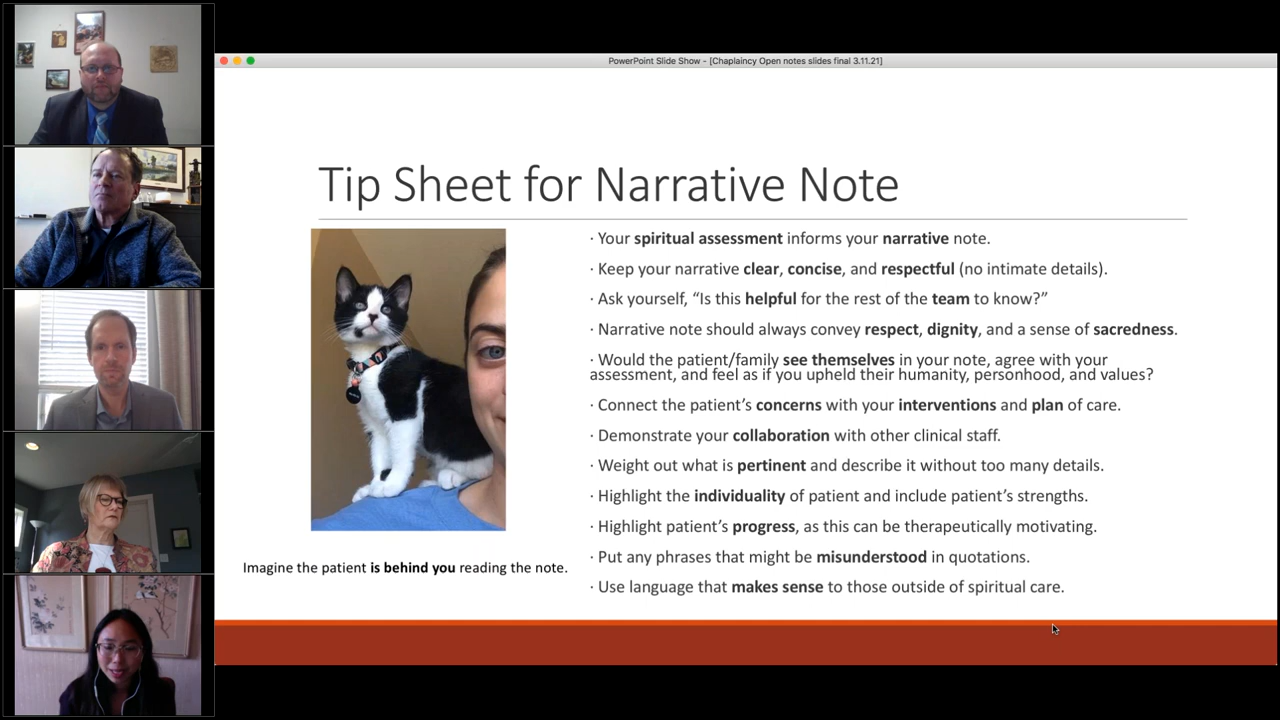 PowerPoint Slide Show - [Chaplaincy Open notes slides final 3.11.21]
Tip Sheet for Narrative Note
· Your spiritual assessment informs your narrative note.
· Keep your narrative clear, concise, and respectful (no intimate details).
· Ask yourself, “Is this helpful for the rest of the team to know?”
· Narrative note should always convey respect, dignity, and a sense of sacredness.
· Would the patient/family see themselves in your note, agree with your
assessment, and feel as if you upheld their humanity, personhood, and values?
· Connect the patient’s concerns with your interventions and plan of care.
· Demonstrate your collaboration with other clinical staff.
· Weight out what is pertinent and describe it without too many details.
· Highlight the individuality of patient and include patient’s strengths.
· Highlight patient’s progress, as this can be therapeutically motivating.
· Put any phrases that might be misunderstood in quotations.
· Use language that makes sense to those outside of spiritual care.
Imagine the patient is behind you reading the note.